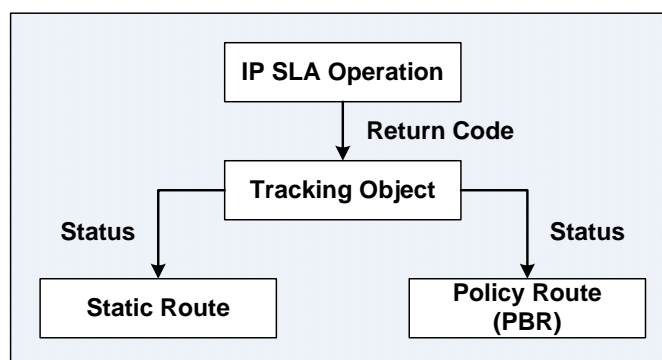 IP SLA Operation
Return Code
Tracking Object
Status
Status
Static Route
Policy Route
(PBR)